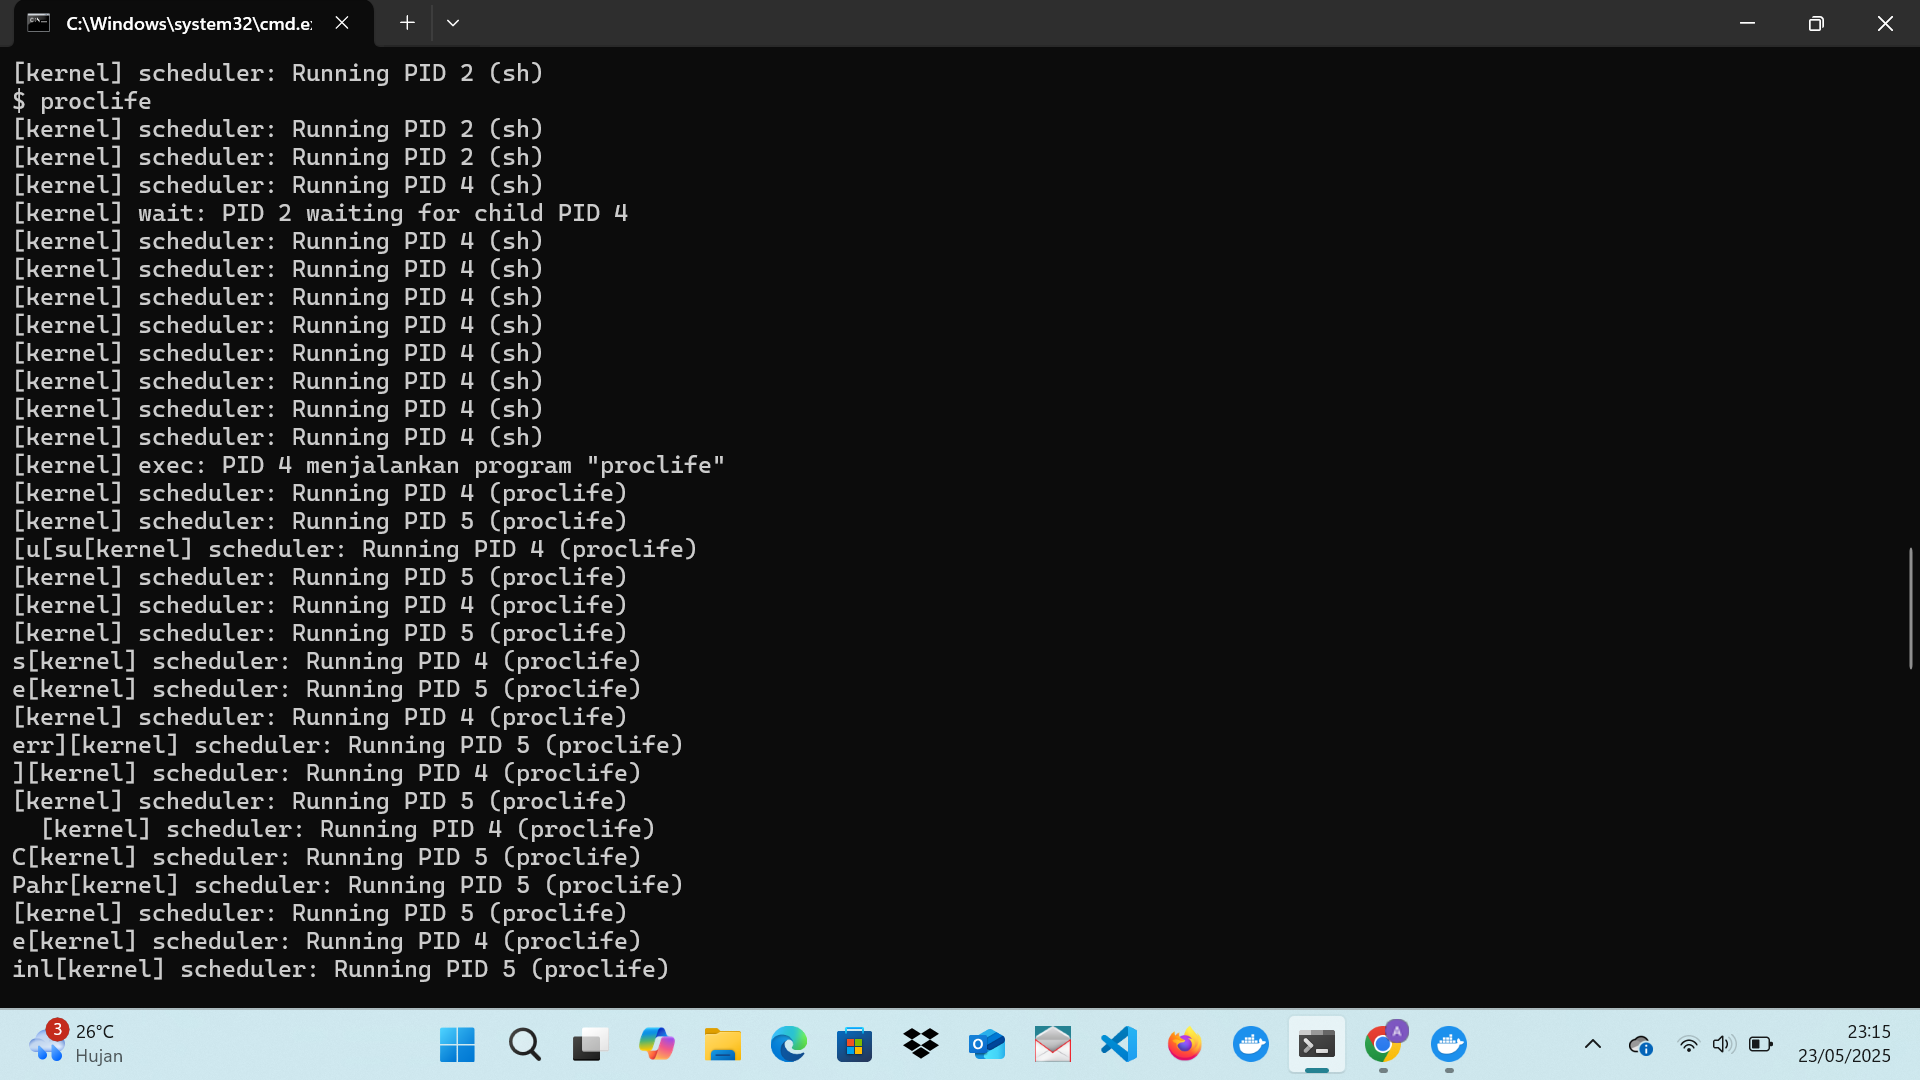 C:\Windows\system32\cmd.e
[kernel] scheduler: Running PID 2 (sh)
$ proclife
[kernel] scheduler: Running PID 2 (sh)
[kernel] scheduler: Running PID 2 (sh)
[kernel] scheduler: Running PID 4 (sh)
[kernel] wait: PID 2 waiting for child PID 4
[kernel] scheduler: Running PID 4 (sh)
[kernel] scheduler: Running PID 4 (sh)
[kernel] scheduler: Running PID 4 (sh)
[kernel] scheduler: Running PID 4 (sh)
[kernel] scheduler: Running PID 4 (sh)
[kernel] scheduler: Running PID 4 (sh)
[kernel] scheduler: Running PID 4 (sh)
[kernel] scheduler: Running PID 4 (sh)
[kernel] exec: PID 4 menjalankan program "proclife"
[kernel] scheduler: Running PID 4 (proclife)
[kernel] scheduler: Running PID 5 (proclife)
[u[su[kernel] scheduler: Running PID 4 (proclife)
[kernel] scheduler: Running PID 5 (proclife)
[kernel] scheduler: Running PID 4 (proclife)
[kernel] scheduler: Running PID 5 (proclife)
s[kernel] scheduler: Running PID 4 (proclife)
e[kernel] scheduler: Running PID 5 (proclife)
[kernel] scheduler: Running PID 4 (proclife)
err][kernel] scheduler: Running PID 5 (proclife)
][kernel] scheduler: Running PID 4 (proclife)
[kernel] scheduler: Running PID 5 (proclife)
  [kernel] scheduler: Running PID 4 (proclife)
C[kernel] scheduler: Running PID 5 (proclife)
Pahr[kernel] scheduler: Running PID 5 (proclife)
[kernel] scheduler: Running PID 5 (proclife)
e[kernel] scheduler: Running PID 4 (proclife)
inl[kernel] scheduler: Running PID 5 (proclife)
3
26°C
Hujan
A
23:15
23/05/2025